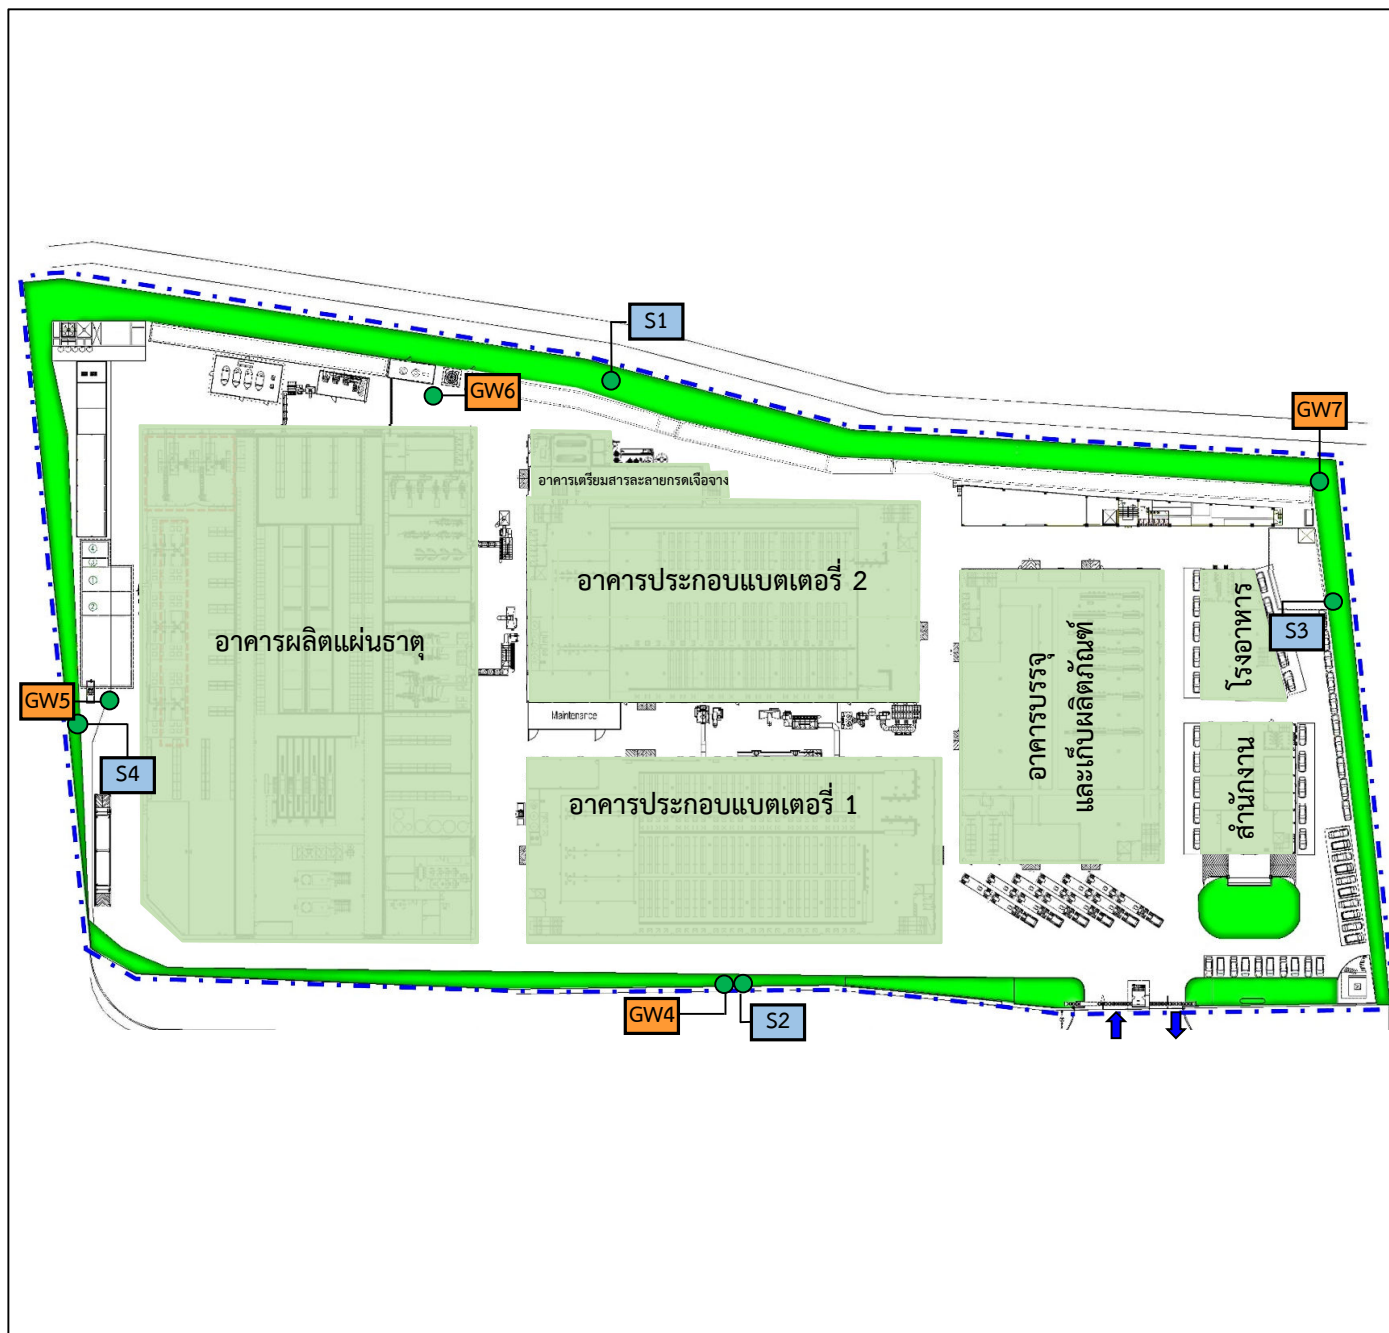 S1
GW6
GW7
อาคารเตรียมสารละลายกรดเจือจาง
อาคารประกอบแบตเตอรี่ 2
อาคารผลิตแผ่นธาตุ
อาคารบรรจุ
และเก็บผลิตภัณฑ์
โรงอาหาร
S3
GW5
S4
Maintenance
อาคารประกอบแบตเตอรี่ 1
สำนักงาน
GW4
S2